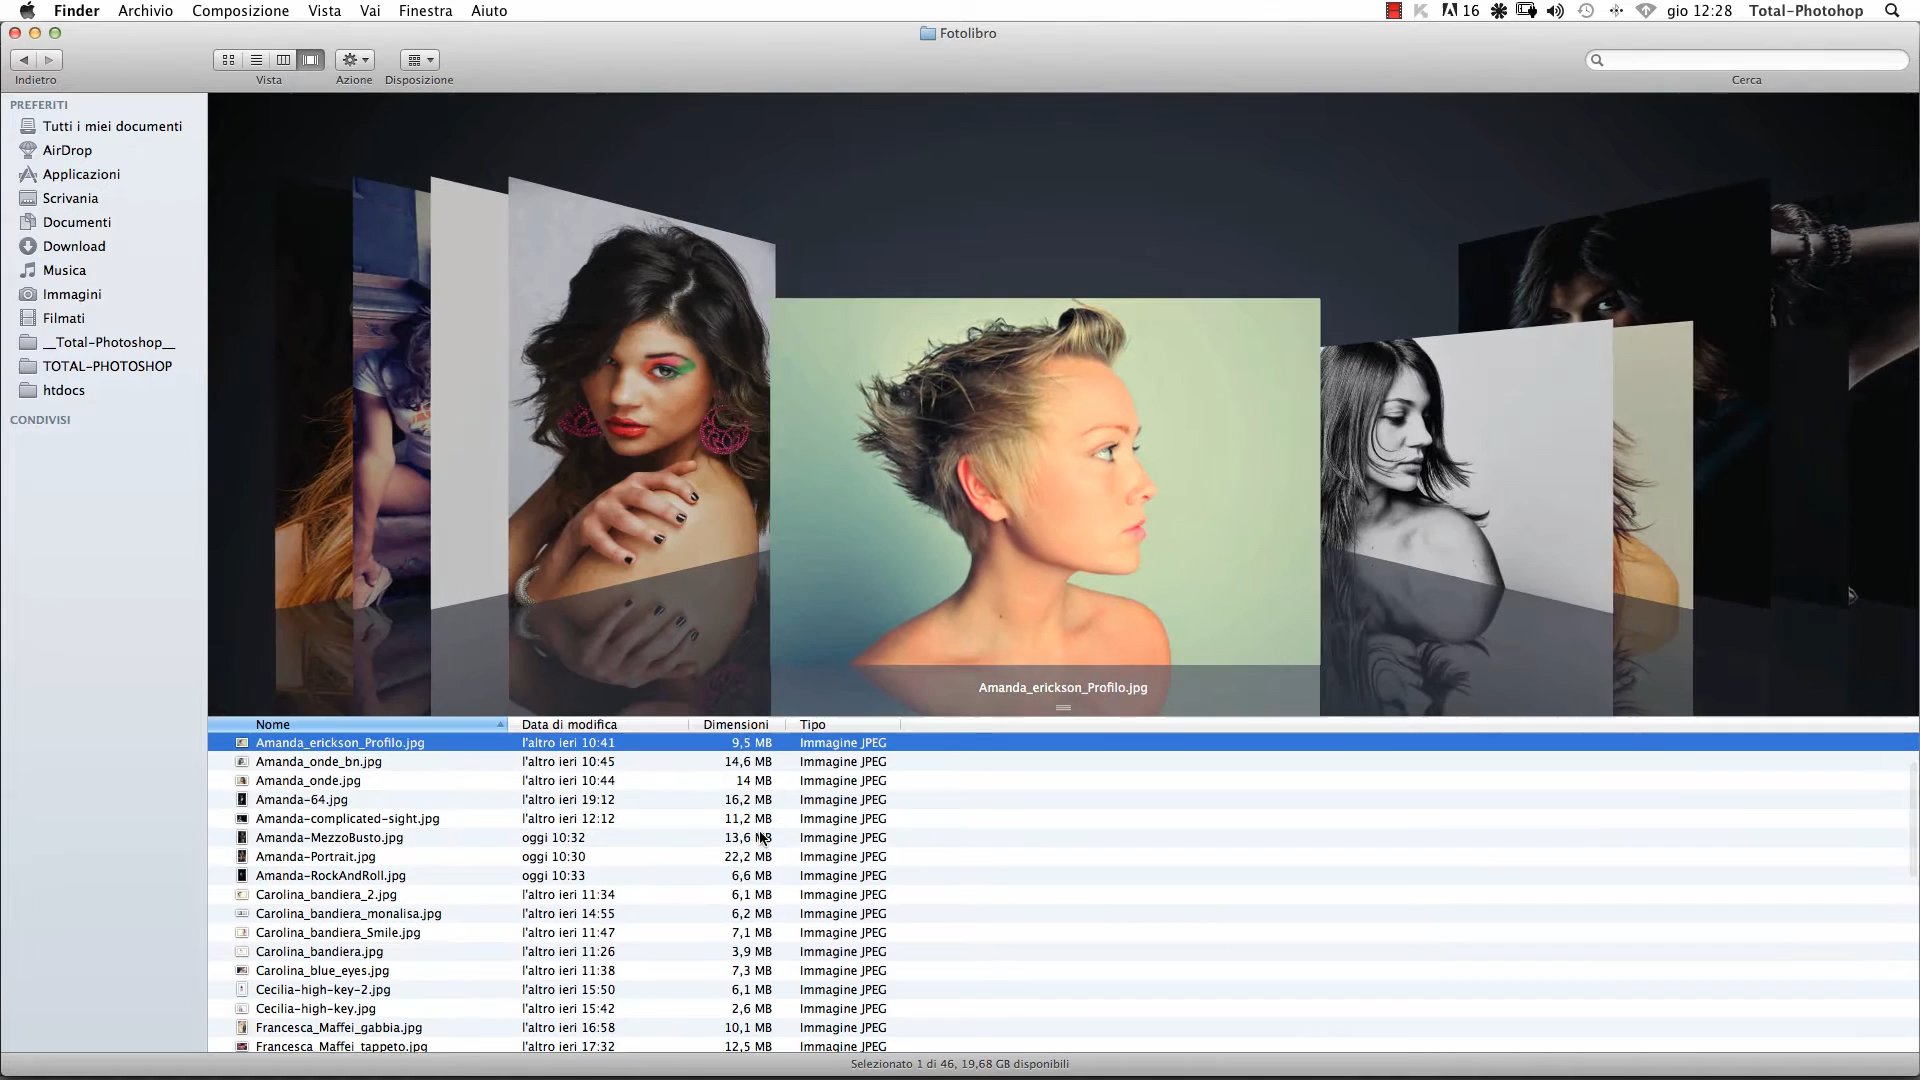 Finder Archivio Composizione Vista Vai Finestra Aiuto 16 gio 12:28 Total-Photohop
Fotolibro
Indietro Vista Azione Disposizione Cerca
PREFERITI
Tutti i miei documenti
AirDrop
Applicazioni
Scrivania
Documenti
Download
Musica
Immagini
Filmati
__Total-Photoshop__
TOTAL-PHOTOSHOP
htdocs
CONDIVISI
Amanda_erickson_Profilo.jpg
Nome Data di modifica Dimensioni Tipo
Amanda_erickson_Profilo.jpg l'altro ieri 10:41 9,5 MB Immagine JPEG
Amanda_onde_bn.jpg l'altro ieri 10:45 14,6 MB Immagine JPEG
Amanda_onde.jpg l'altro ieri 10:44 14 MB Immagine JPEG
Amanda-64.jpg l'altro ieri 19:12 16,2 MB Immagine JPEG
Amanda-complicated-sight.jpg l'altro ieri 12:12 11,2 MB Immagine JPEG
Amanda-MezzoBusto.jpg oggi 10:32 13,6 MB Immagine JPEG
Amanda-Portrait.jpg oggi 10:30 22,2 MB Immagine JPEG
Amanda-RockAndRoll.jpg oggi 10:33 6,6 MB Immagine JPEG
Carolina_bandiera_2.jpg l'altro ieri 11:34 6,1 MB Immagine JPEG
Carolina_bandiera_monalisa.jpg l'altro ieri 14:55 6,2 MB Immagine JPEG
Carolina_bandiera_Smile.jpg l'altro ieri 11:47 7,1 MB Immagine JPEG
Carolina_bandiera.jpg l'altro ieri 11:26 3,9 MB Immagine JPEG
Carolina_blue_eyes.jpg l'altro ieri 11:38 7,3 MB Immagine JPEG
Cecilia-high-key-2.jpg l'altro ieri 15:50 6,1 MB Immagine JPEG
Cecilia-high-key.jpg l'altro ieri 15:42 2,6 MB Immagine JPEG
Francesca_Maffei_gabbia.jpg l'altro ieri 16:58 10,1 MB Immagine JPEG
Francesca_Maffei_tappeto.jpg l'altro ieri 17:32 12,5 MB Immagine JPEG
Selezionato 1 di 46, 19,68 GB disponibili